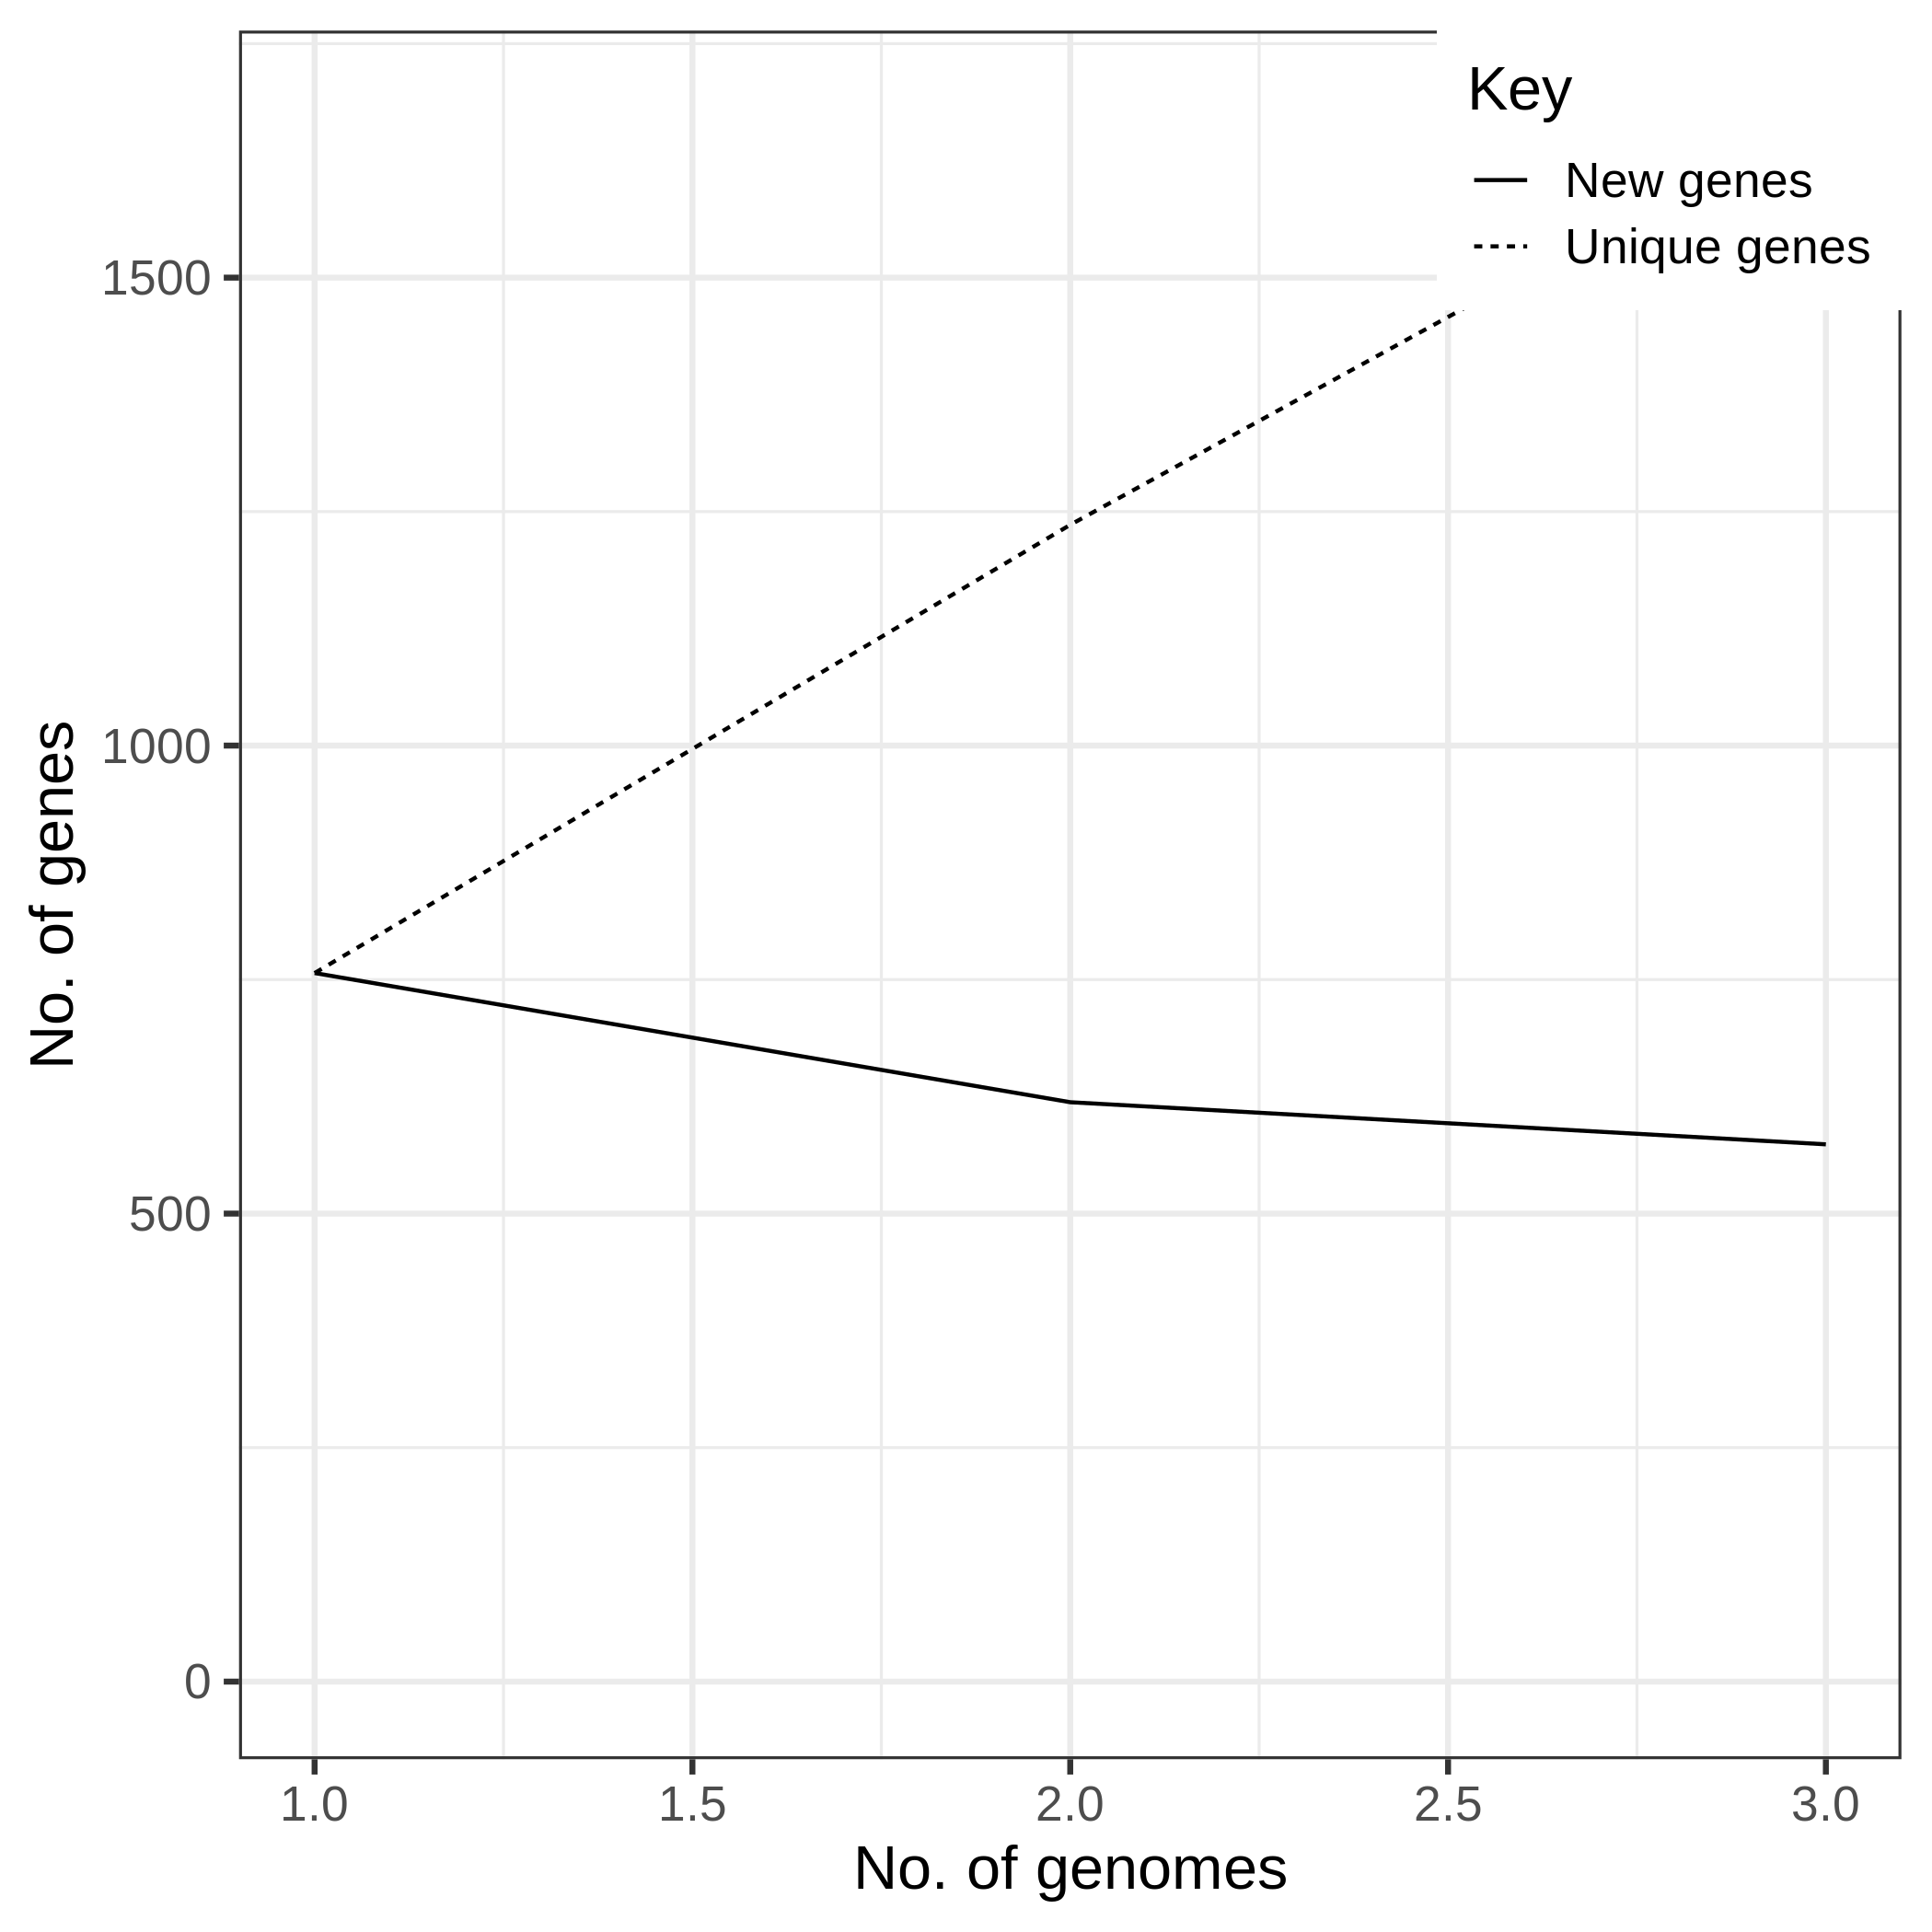 Key
New genes
Unique genes
1500
1000
500
0
No. of genes
1.0 1.5 2.0 2.5 3.0
No. of genomes